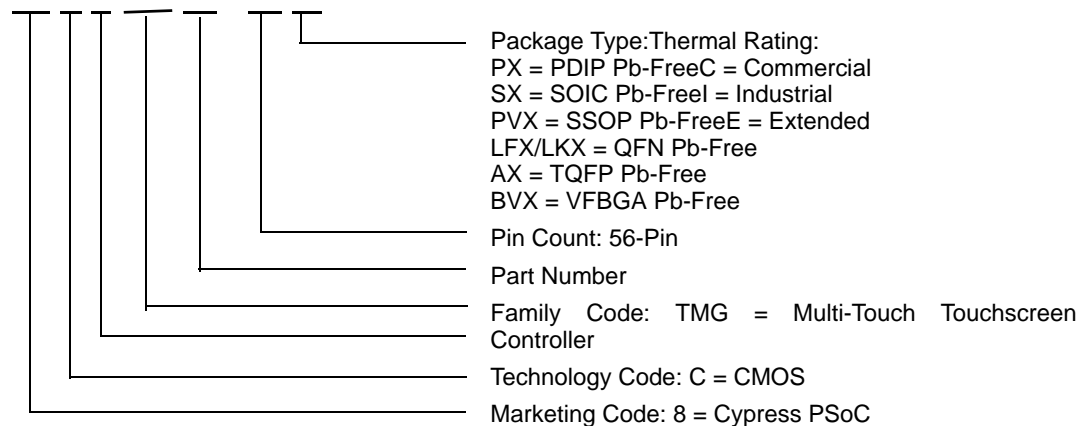 Package Type:Thermal Rating:
PX = PDIP Pb-FreeC = Commercial
SX = SOIC Pb-FreeI = Industrial
PVX = SSOP Pb-FreeE = Extended
LFX/LKX = QFN Pb-Free
AX = TQFP Pb-Free
BVX = VFBGA Pb-Free
Pin Count: 56-Pin
Part Number
Family Code: TMG = Multi-Touch Touchscreen
Controller
Technology Code: C = CMOS
Marketing Code: 8 = Cypress PSoC